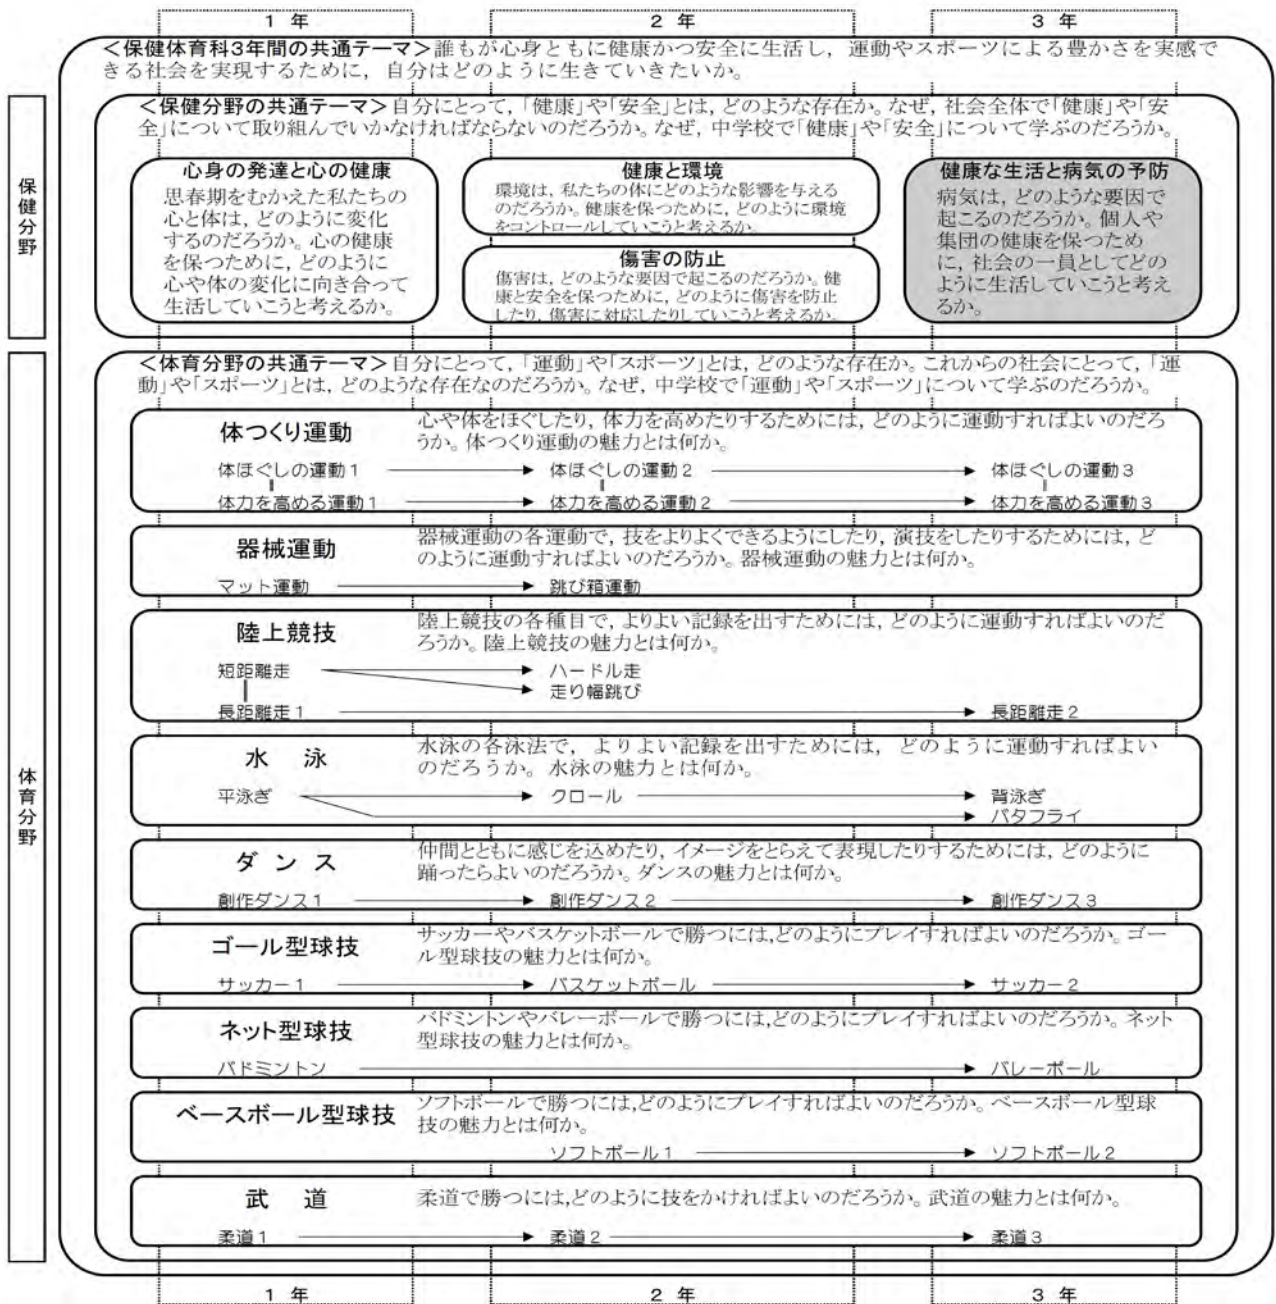 1 年 2 年 3 年
＜保健体育科3年間の共通テーマ＞誰もが心身ともに健康かつ安全に生活し，運動やスポーツによる豊かさを実感で
きる社会を実現するために，自分はどのように生きていきたいか。
保健分野
＜保健分野の共通テーマ＞自分にとって，「健康」や「安全」とは，どのような存在か。なぜ，社会全体で「健康」や「安
全」について取り組んでいかなければならないのだろうか。なぜ，中学校で「健康」や「安全」について学ぶのだろうか。
心身の発達と心の健康
思春期をむかえた私たちの
心と体は，どのように変化
するのだろうか。心の健康
を保つために，どのように
心や体の変化に向き合って
生活していこうと考えるか。
健康と環境
環境は，私たちの体にどのような影響を与える
のだろうか。健康を保つために，どのように環境
をコントロールしていこうと考えるか。
傷害の防止
傷害は，どのような要因で起こるのだろうか。健
康と安全を保つために，どのように傷害を防止
したり，傷害に対応したりしていこうと考えるか。
健康な生活と病気の予防
病気は，どのような要因で
起こるのだろうか。個人や
集団の健康を保つため
に，社会の一員としてどの
ように生活していこうと考え
るか。
体育分野
＜体育分野の共通テーマ＞自分にとって，「運動」や「スポーツ」とは，どのような存在か。これからの社会にとって，「運
動」や「スポーツ」とは，どのような存在なのだろうか。なぜ，中学校で「運動」や「スポーツ」について学ぶのだろうか。
体つくり運動
心や体をほぐしたり，体力を高めたりするためには，どのように運動すればよいのだろ
うか。体つくり運動の魅力とは何か。
体ほぐしの運動1 体ほぐしの運動2 体ほぐしの運動3
体力を高める運動1 体力を高める運動2 体力を高める運動3
器械運動
器械運動の各運動で，技をよりよくできるようにしたり，演技をしたりするためには，ど
のように運動すればよいのだろうか。器械運動の魅力とは何か。
マット運動 跳び箱運動
陸上競技
陸上競技の各種目で，よりよい記録を出すためには，どのように運動すればよいのだ
ろうか。陸上競技の魅力とは何か。
短距離走 ハードル走
走り幅跳び
長距離走1 長距離走2
水 泳
水泳の各泳法で，よりよい記録を出すためには，どのように運動すればよい
のだろうか。水泳の魅力とは何か。
平泳ぎ クロール 背泳ぎ
バタフライ
ダ ン ス
仲間とともに感じを込めたり，イメージをとらえて表現したりするためには，どのように
踊ったらよいのだろうか。ダンスの魅力とは何か。
創作ダンス1 創作ダンス2 創作ダンス3
ゴール型球技
サッカーやバスケットボールで勝つには，どのようにプレイすればよいのだろうか。ゴー
ル型球技の魅力とは何か。
サッカー1 バスケットボール サッカー2
ネット型球技
バドミントンやバレーボールで勝つには，どのようにプレイすればよいのだろうか。ネット
型球技の魅力とは何か。
バドミントン バレーボール
ベースボール型球技
ソフトボールで勝つには，どのようにプレイすればよいのだろうか。ベースボール型球
技の魅力とは何か。
ソフトボール1 ソフトボール2
武 道
柔道で勝つには，どのように技をかければよいのだろうか。武道の魅力とは何か。
柔道1 柔道2 柔道3
1 年 2 年 3 年